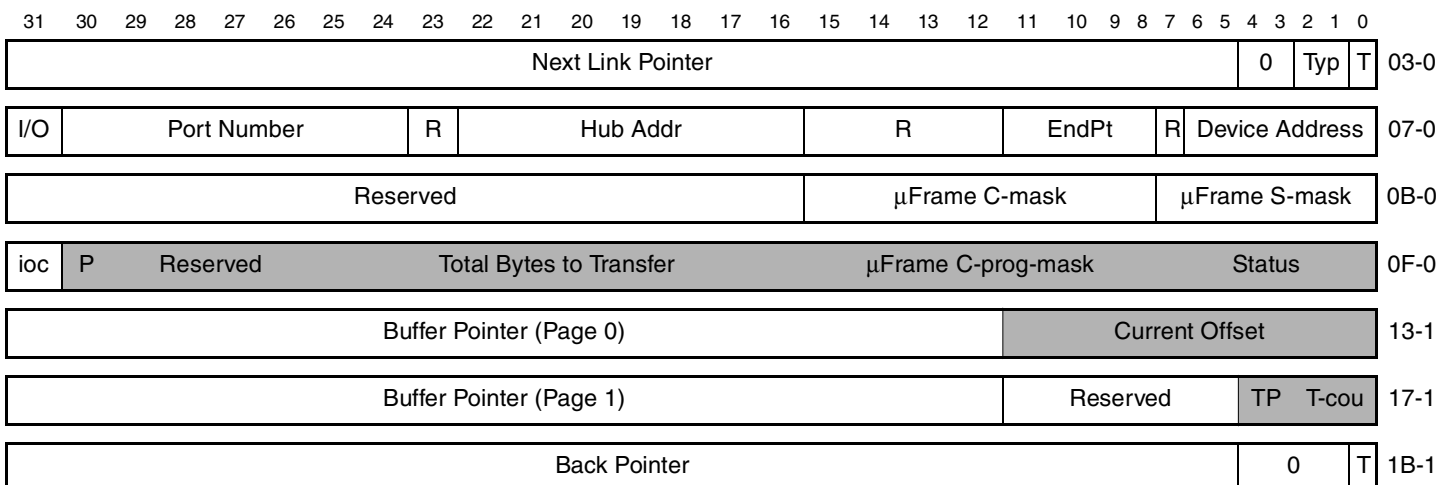 31 30 29 28 27 26 25 24 23 22 21 20 19 18 17 16 15 14 13 12 11 10 9 8 7 6 5 4 3 2 1 0
Next Link Pointer 0 Typ T 03-0
I/O Port Number R Hub Addr R EndPt R Device Address 07-0
Reserved μFrame C-mask μFrame S-mask 0B-0
ioc P Reserved Total Bytes to Transfer μFrame C-prog-mask Status 0F-0
Buffer Pointer (Page 0) Current Offset 13-1
Buffer Pointer (Page 1) Reserved TP T-cou 17-1
Back Pointer 0 T 1B-1